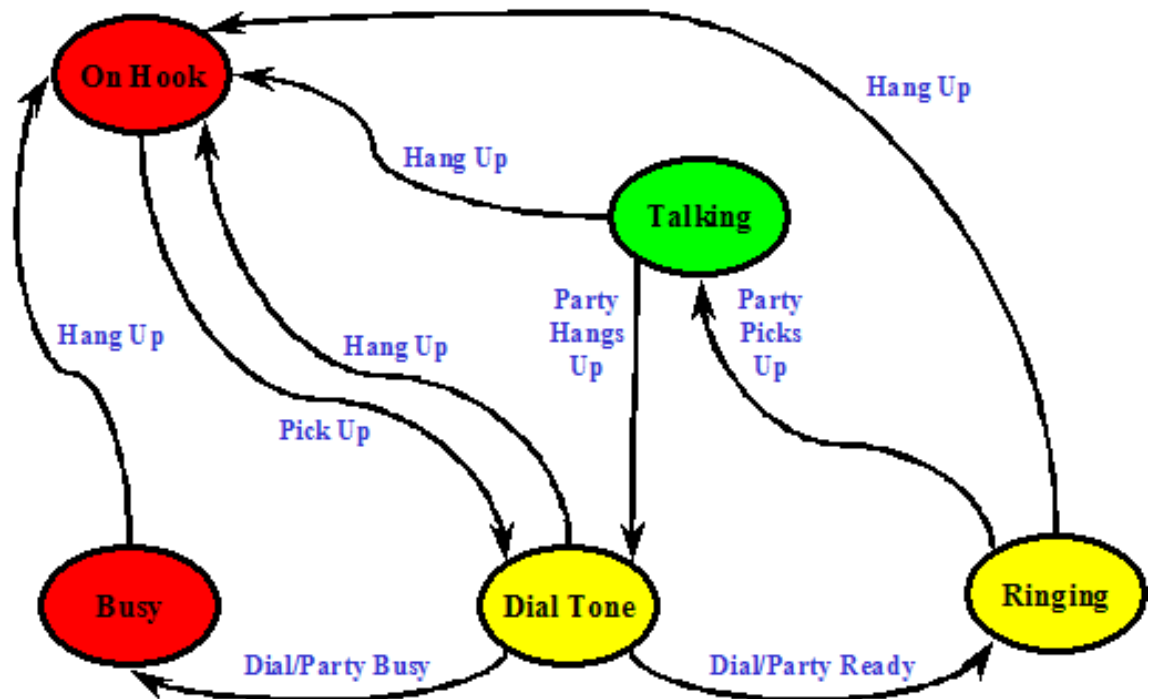 On Hook
Hang Up
Hang Up
Talking
Party
Hangs
Up
Party
Picks
Up
Hang Up
Hang Up
Pick Up
Busy
Dial Tone
Ringing
Dial/Party Busy
Dial/Party Ready